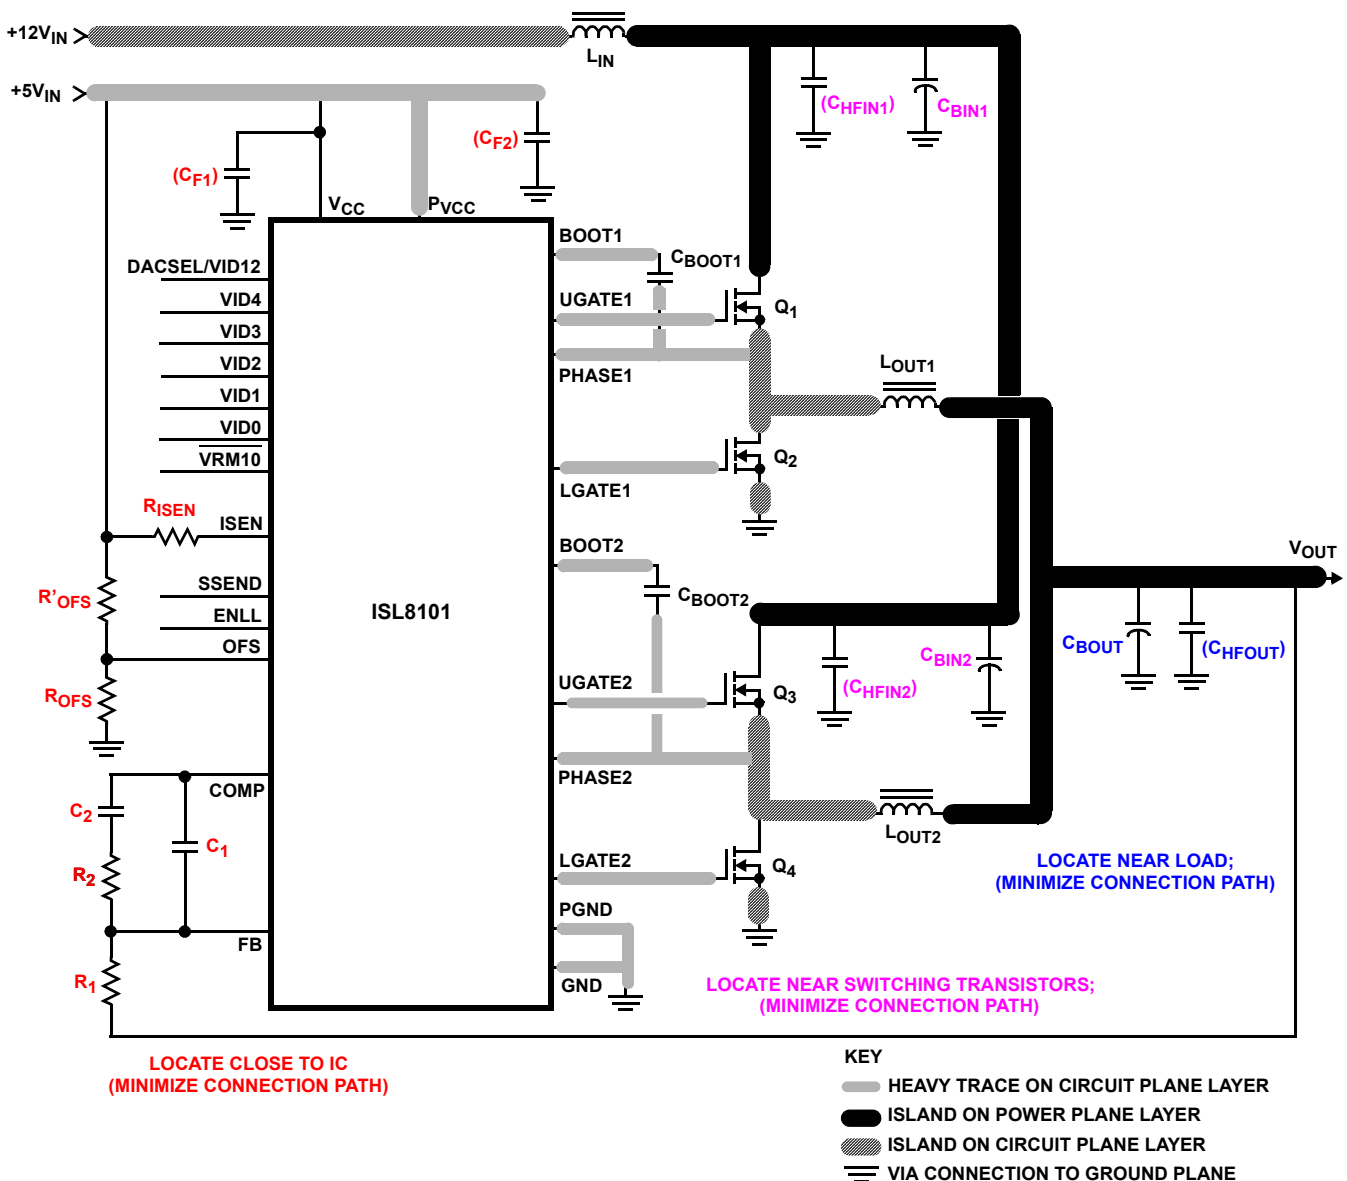 +12VIN
LIN
+5VIN
(CHFIN1)
CBIN1
(CF2)
(CF1)
VCC
PVCC
BOOT1
CBOOT1
DACSEL/VID12
VID4
UGATE1
Q1
VID3
VID2
PHASE1
LOUT1
VID1
VID0
VRM10
Q2
LGATE1
RISEN
ISEN
BOOT2
VOUT
SSEND
R'OFS
CBOOT2
ISL8101
ENLL
OFS
CBOUT
(CHFOUT)
CBIN2
(CHFIN2)
UGATE2
Q3
ROFS
PHASE2
COMP
C2
C1
LOUT2
LGATE2
Q4
LOCATE NEAR LOAD;
(MINIMIZE CONNECTION PATH)
R2
PGND
FB
R1
GND
LOCATE NEAR SWITCHING TRANSISTORS;
(MINIMIZE CONNECTION PATH)
LOCATE CLOSE TO IC
(MINIMIZE CONNECTION PATH)
KEY
HEAVY TRACE ON CIRCUIT PLANE LAYER
ISLAND ON POWER PLANE LAYER
ISLAND ON CIRCUIT PLANE LAYER
VIA CONNECTION TO GROUND PLANE